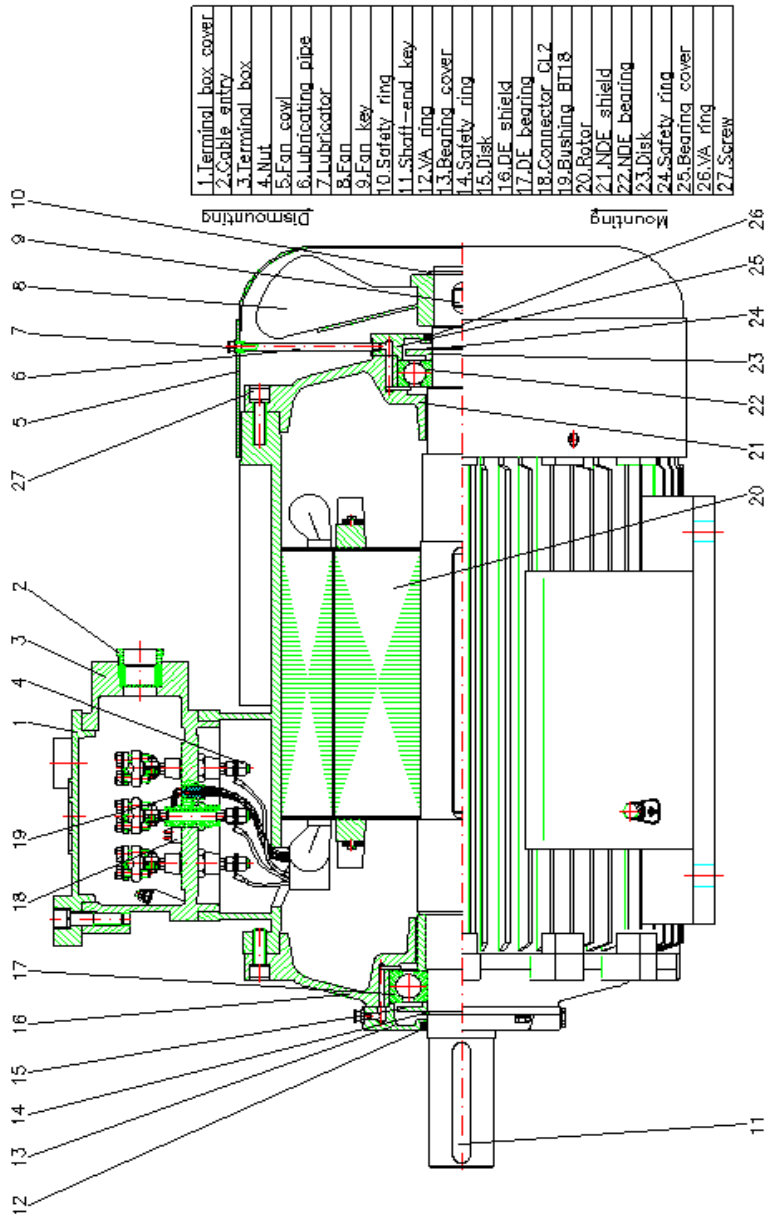 1.Terminal box cover
2.Cable entry
3.Terminal box
4.Nut
5.Fan cowl
6.Lubricating pipe
7.Lubricator
8.Fan
9.Fan key
10.Safety ring
11.Shaft-end key
12.VA ring
13.Bearing cover
14.Safety ring
15.Disk
16.DE shield
17.DE bearing
18.Connector CLZ
19.Bushing BT18
20.Rotor
21.NDE shield
22.NDE bearing
23.Disk
24.Safety ring
25.Bearing cover
26.VA ring
27.Screw
Dismounting
Mounting
12
13
14
15
16
17
18
19
1
4
3
2
27
5
6
7
8
9
10
11
20
21
22
23
24
25
26